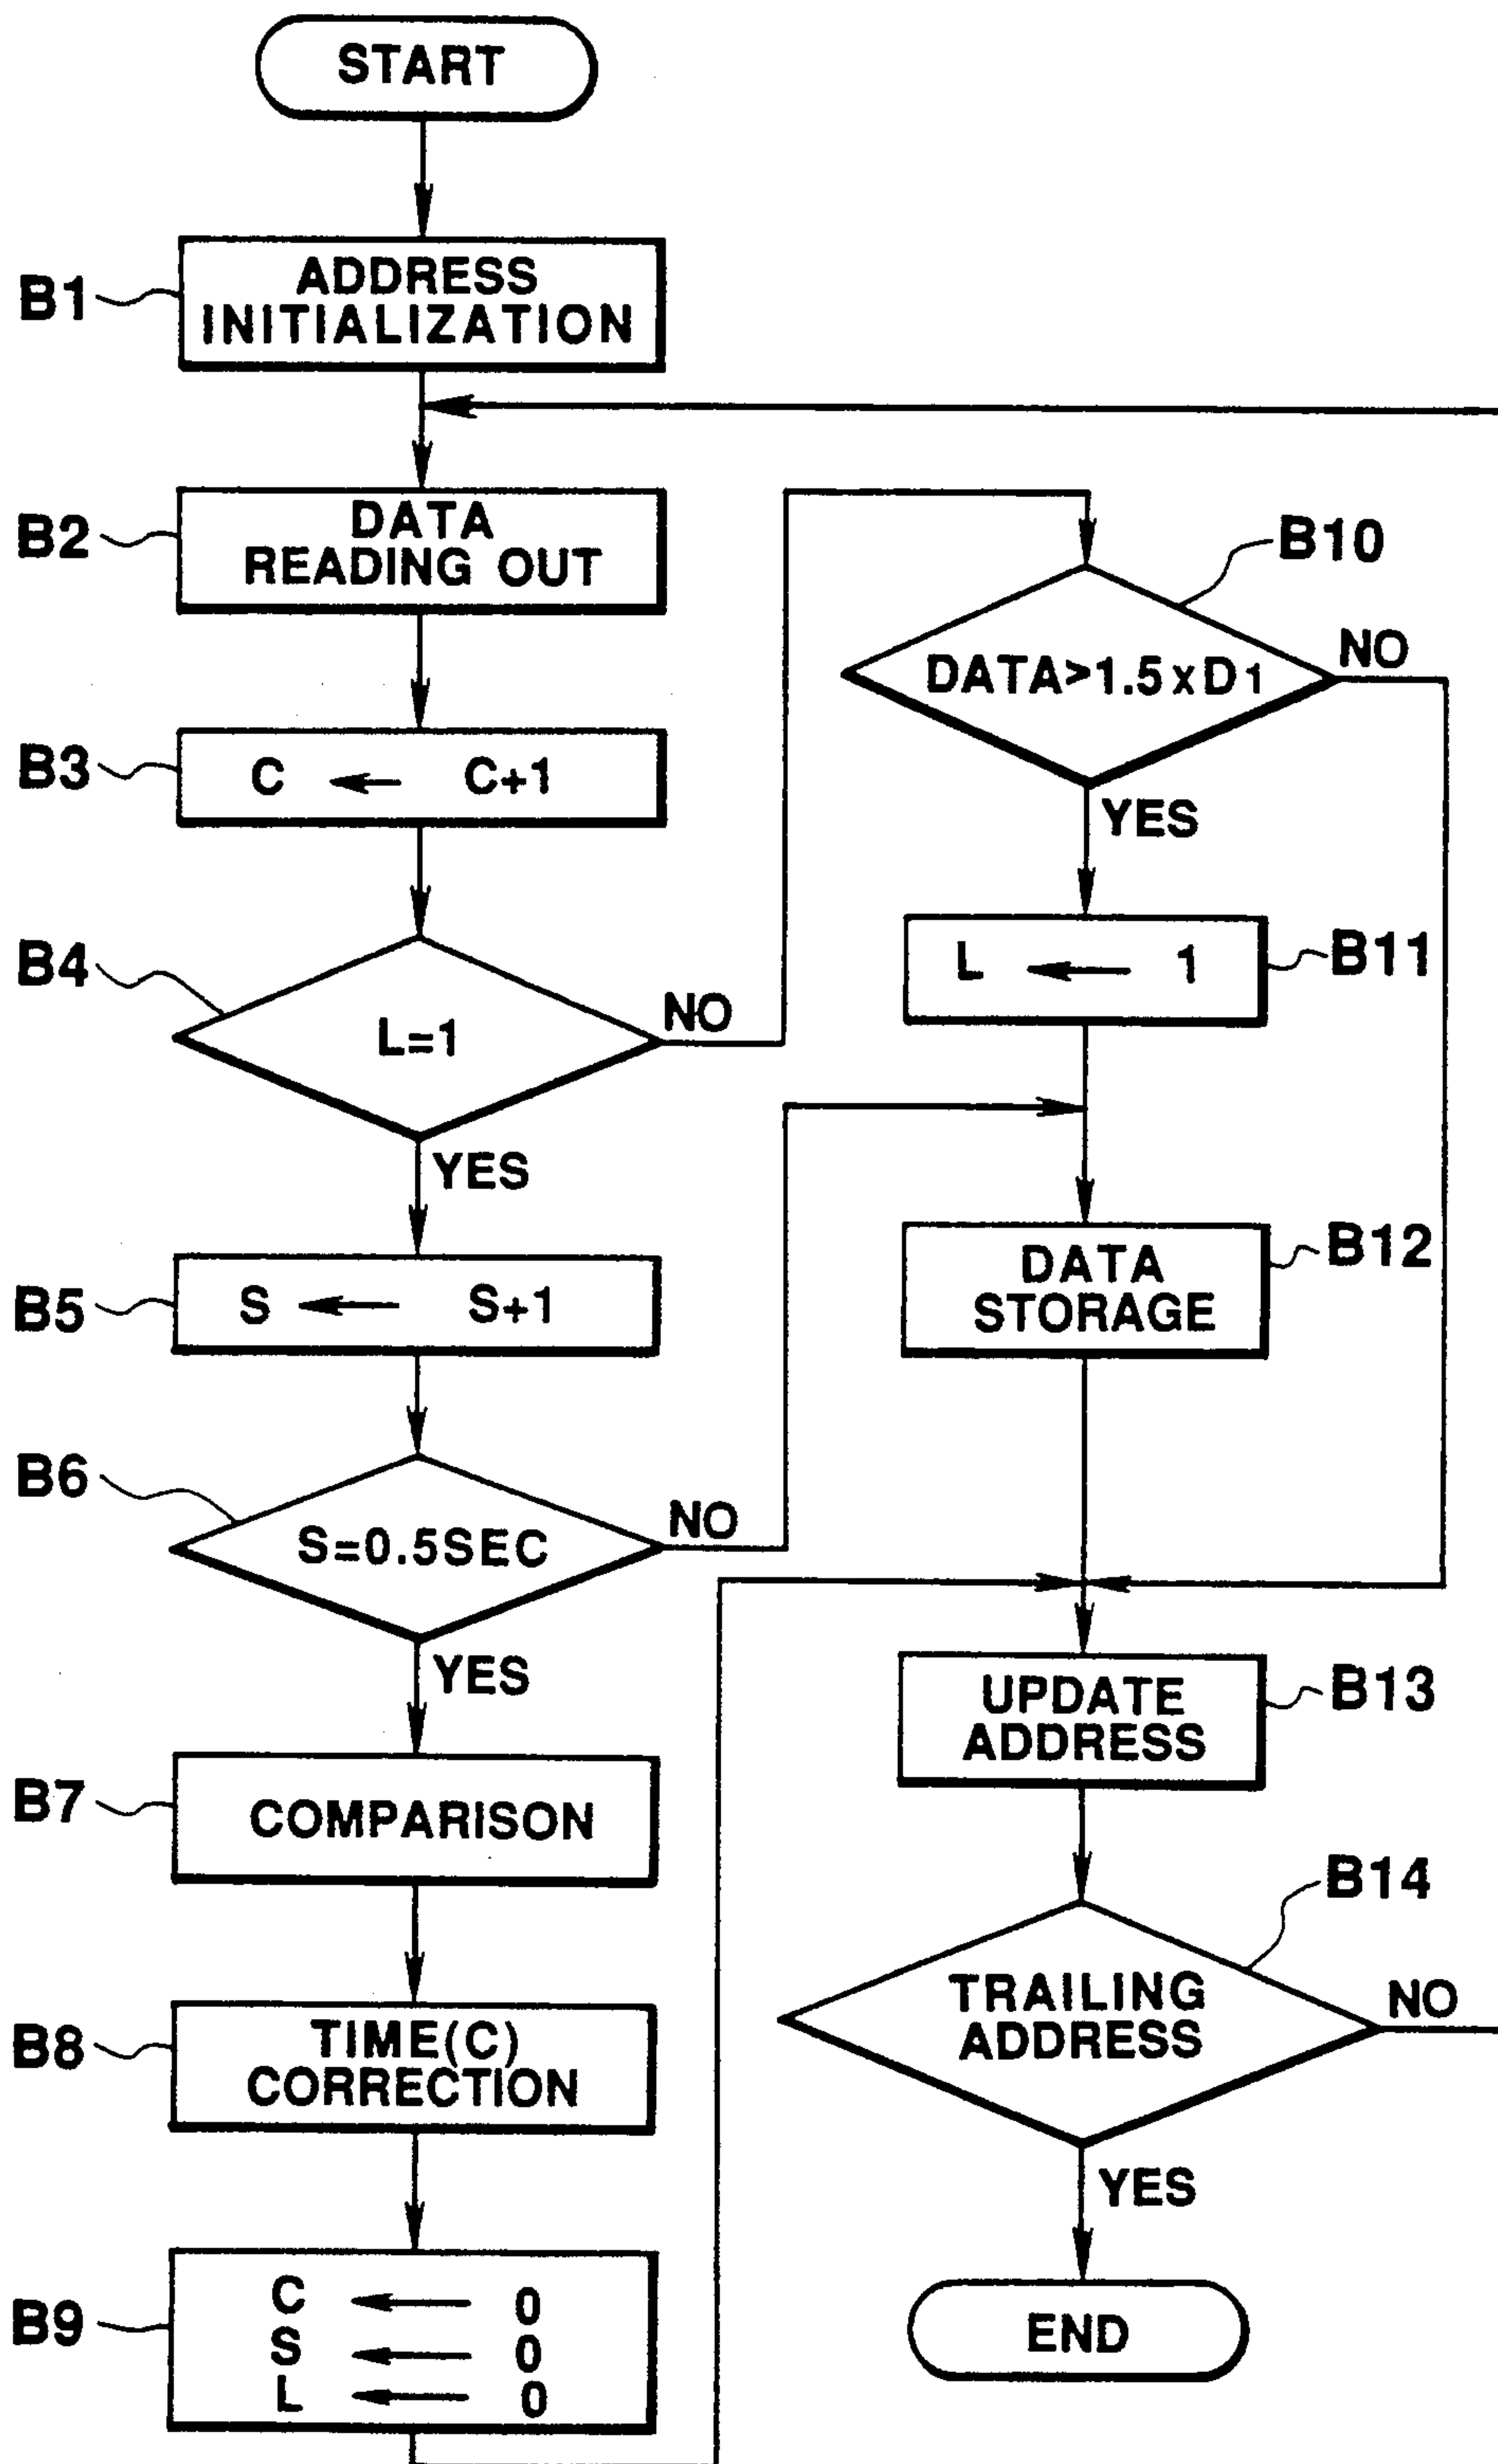 START
B1
ADDRESS
INITIALIZATION
B2
DATA
READING OUT
B3
C ← C+1
B4
L=1
NO
YES
B5
S ← S+1
B6
S=0.5SEC
NO
YES
B7
COMPARISON
B8
TIME(C)
CORRECTION
B9
C ← 0
S ← 0
L ← 0
B10
DATA>1.5xD1
NO
YES
L ← 1
B11
DATA
STORAGE
B12
UPDATE
ADDRESS
B13
B14
TRAILING
ADDRESS
NO
YES
END